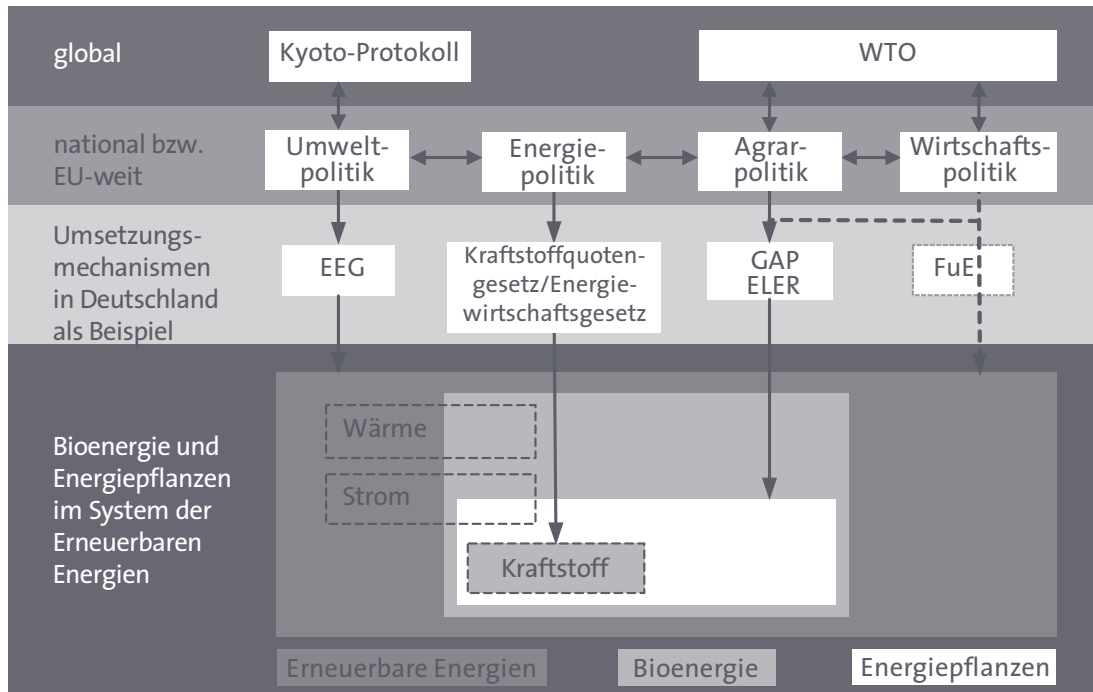 global
Kyoto-Protokoll
WTO
national bzw.
EU-weit
Umwelt-
politik
Energie-
politik
Agrar-
politik
Wirtschafts-
politik
Umsetzungs-
mechanismen
in Deutschland
als Beispiel
EEG
Kraftstoffquoten-
gesetz/Energie-
wirtschaftsgesetz
GAP
ELER
FuE
Bioenergie und
Energiepflanzen
im System der
Erneuerbaren
Energien
Wärme
Strom
Kraftstoff
Erneuerbare Energien
Bioenergie
Energiepflanzen